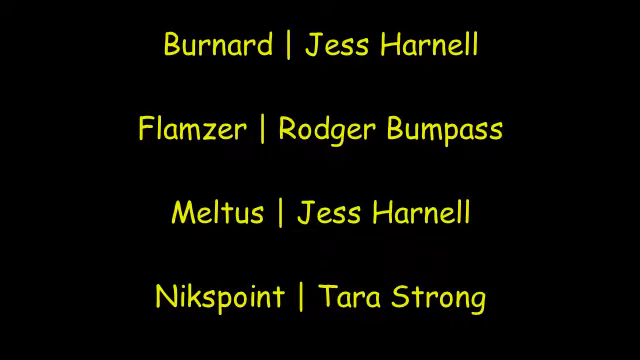 Burnard | Jess Harnell
Flamzer | Rodger Bumpass
Meltus | Jess Harnell
Nikspoint | Tara Strong